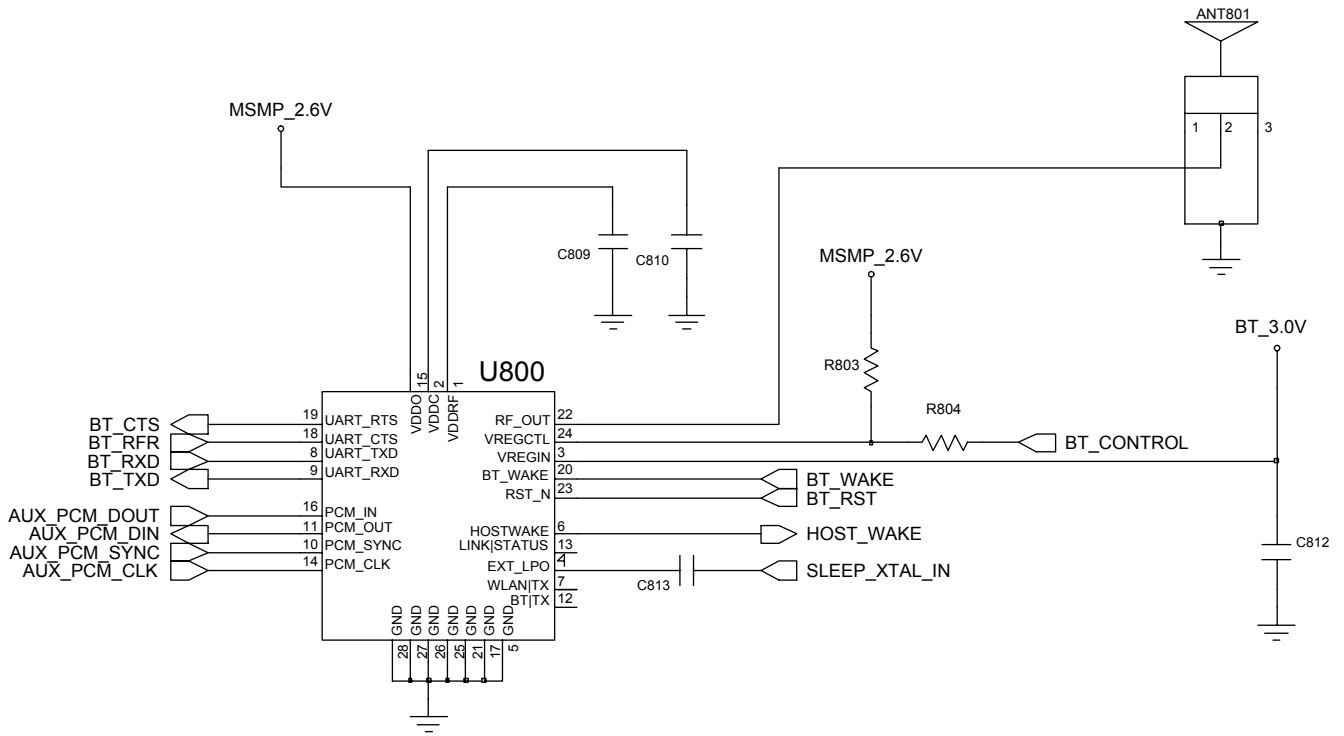 ANT801
MSMP_2.6V
1 2 3
C809 C810
MSMP_2.6V
BT_3.0V
R803
U800
R804
15 2 1
VDDO VDDC VDDRF
BT_CTS 19 UART_RTS RF_OUT 22
BT_RFR 18 UART_CTS VREGCTL 24 BT_CONTROL
BT_RXD 8 UART_TXD VREGIN 3
BT_TXD 9 UART_RXD BT_WAKE 20 BT_WAKE
RST_N 23 BT_RST
AUX_PCM_DOUT 16 PCM_IN
AUX_PCM_DIN 11 PCM_OUT HOSTWAKE 6 HOST_WAKE
AUX_PCM_SYNC 10 PCM_SYNC LINK|STATUS 13
C812
AUX_PCM_CLK 14 PCM_CLK EXT_LPO 4 C813 SLEEP_XTAL_IN
WLAN|TX 7
BT|TX 12
GND GND GND GND GND GND GND
28 27 26 25 21 17 5